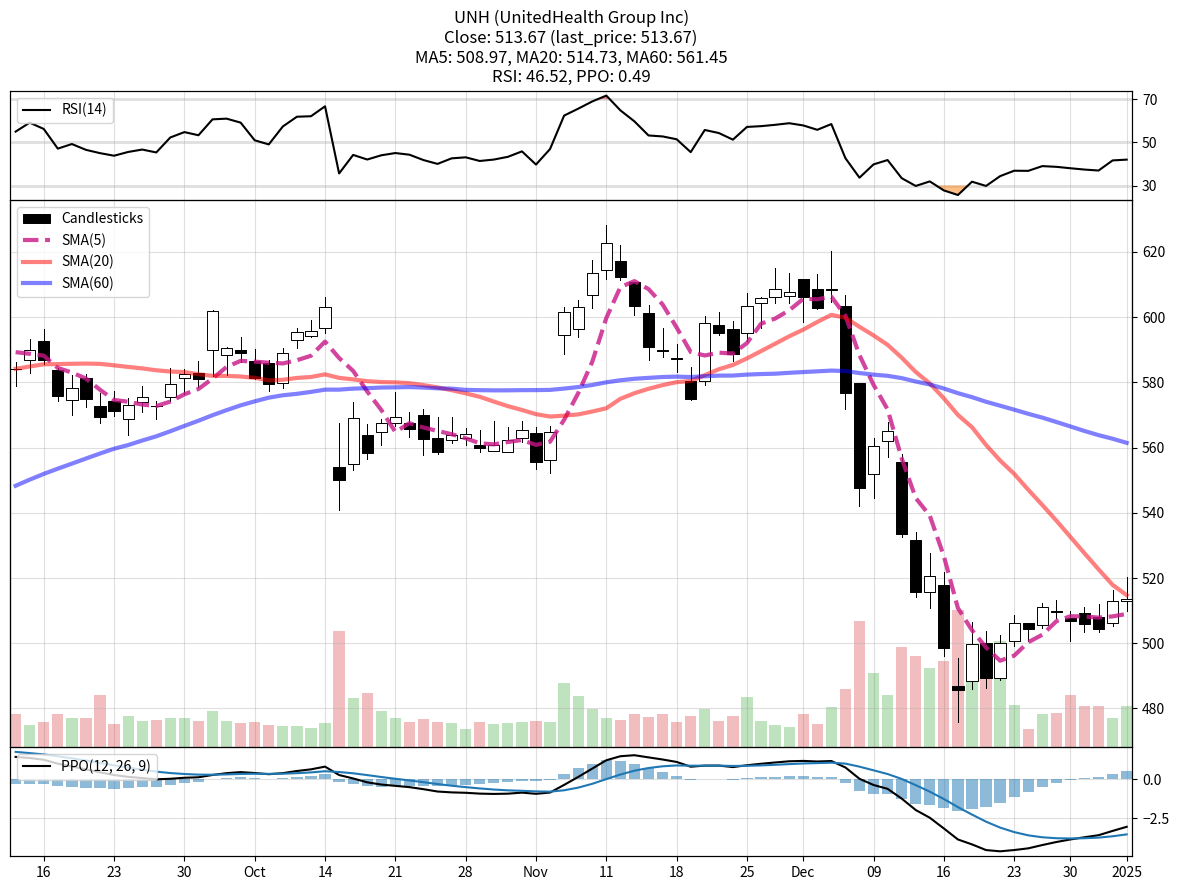 UNH (UnitedHealth Group Inc)
Close: 513.67 (last_price: 513.67)
MA5: 508.97, MA20: 514.73, MA60: 561.45
RSI: 46.52, PPO: 0.49
RSI(14)
70
50
30
Candlesticks
SMA(5)
SMA(20)
SMA(60)
620
600
580
560
540
520
500
480
PPO(12, 26, 9)
0.0
−2.5
16 23 30 Oct 14 21 28 Nov 11 18 25 Dec 09 16 23 30 2025